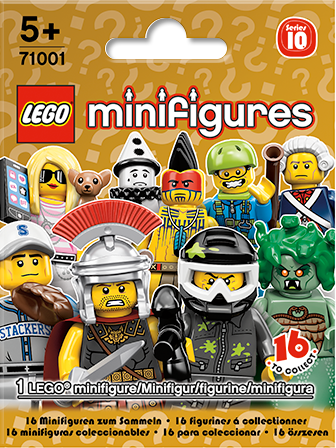 5+
71001
Series
10
LEGO minifigures
S
STACKERS
16
TO COLLECT!
1 LEGO® minifigure/Minifigur/figurine/minifigura
16 Minifiguren zum Sammeln • 16 figurines à collectionner
16 minifiguras coleccionables • 16 para colecionar • 16 összesen